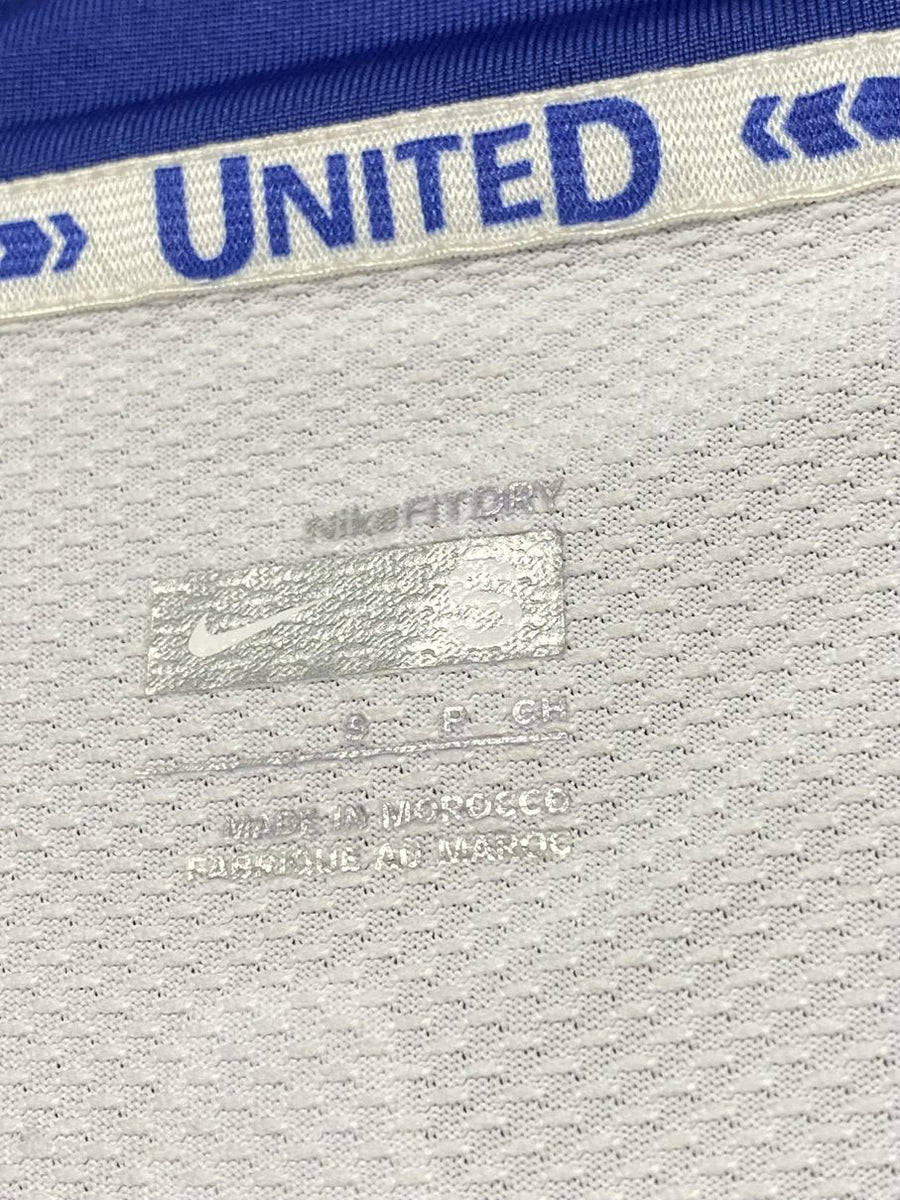 UNITED
NikeFITDRY
S
S P CH
MADE IN MOROCCO
FABRIQUE AU MAROC